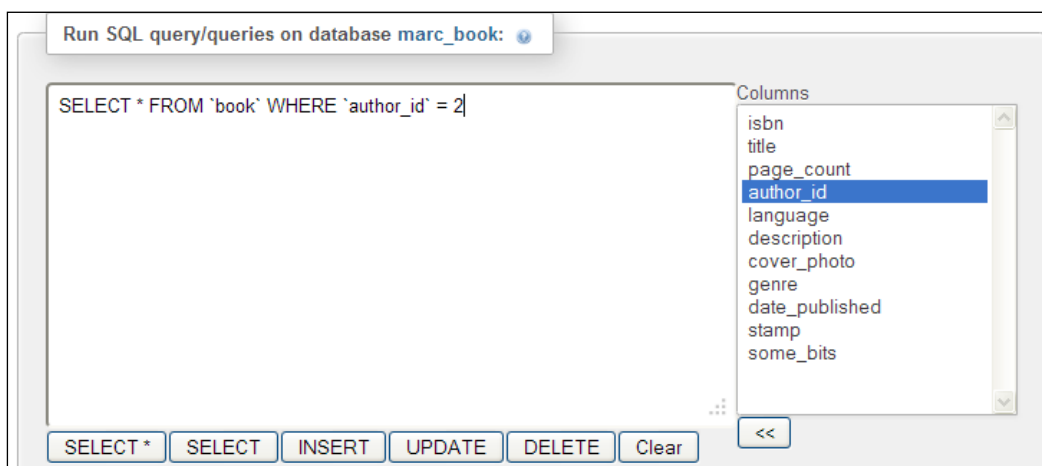 Run SQL query/queries on database marc_book:
SELECT * FROM `book` WHERE `author_id` = 2
Columns
isbn
title
page_count
author_id
language
description
cover_photo
genre
date_published
stamp
some_bits
<<
SELECT * SELECT INSERT UPDATE DELETE Clear